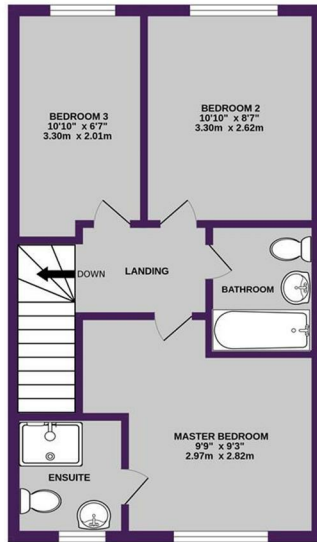 BEDROOM 3
10'10" x 6'7"
3.30m x 2.01m
BEDROOM 2
10'10" x 8'7"
3.30m x 2.62m
DOWN
LANDING
BATHROOM
MASTER BEDROOM
9'9" x 9'3"
2.97m x 2.82m
ENSUITE